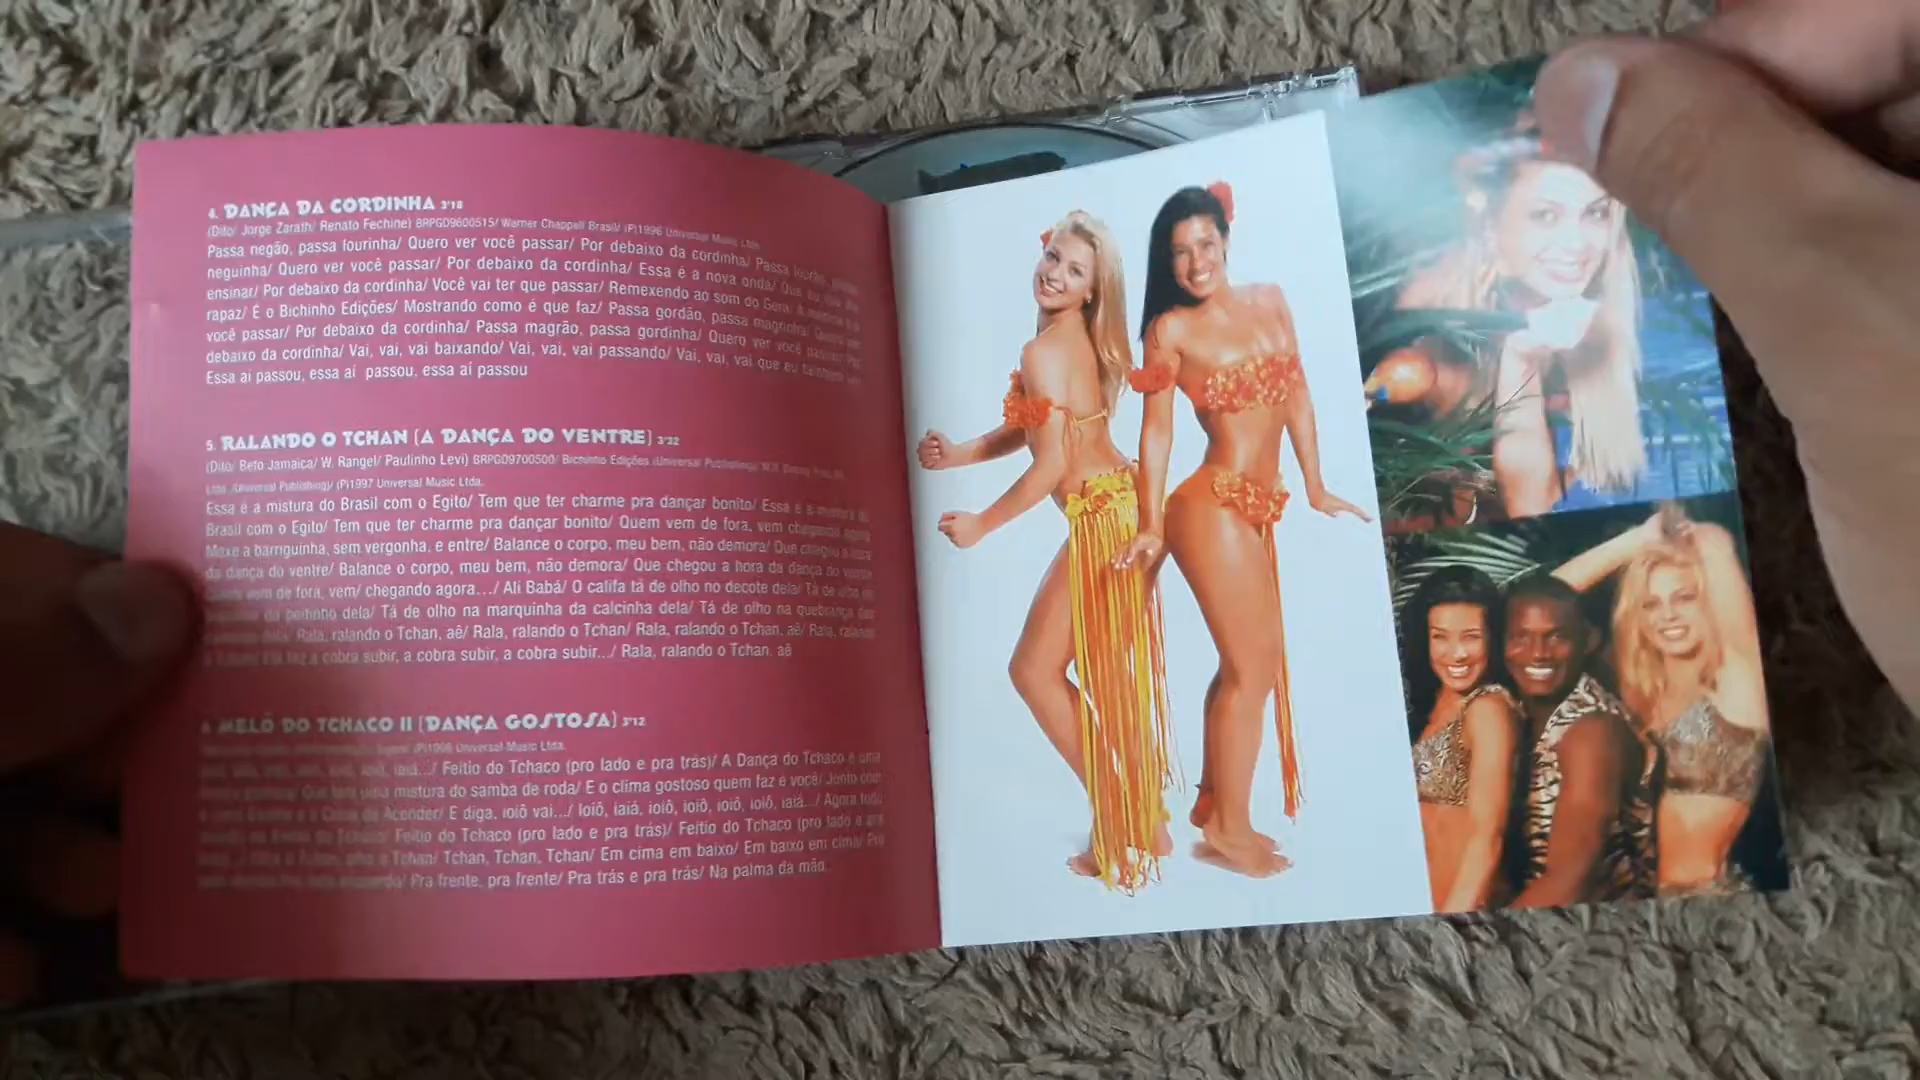 4. DANÇA DA CORDINHA 3'18
(Dito/ Jorge Zarath/ Renato Fechine) BRPGD9600515/ Warner Chappell Brasil/ (P)1996 Universal Music Ltda.
Passa negão, passa lourinha/ Quero ver você passar/ Por debaixo da cordinha/ Passa
neguinha/ Quero ver você passar/ Por debaixo da cordinha/ Essa é a nova onda/ Que eu
ensinar/ Por debaixo da cordinha/ Você vai ter que passar/ Remexendo ao som do Gera
rapaz/ É o Bichinho Edições/ Mostrando como é que faz/ Passa gordão, passa magrinha/
você passar/ Por debaixo da cordinha/ Passa magrão, passa gordinha/ Quero ver você passar/
debaixo da cordinha/ Vai, vai, vai baixando/ Vai, vai, vai passando/ Vai, vai, vai que eu também
Essa aí passou, essa aí passou, essa aí passou
5. RALANDO O TCHAN (A DANÇA DO VENTRE) 3'22
(Dito/ Beto Jamaica/ W. Rangel/ Paulinho Levi) BRPGD9700500/ Bichinho Edições (Universal Publishing)/
Ltda. (Universal Publishing)/ (P)1997 Universal Music Ltda.
Essa é a mistura do Brasil com o Egito/ Tem que ter charme pra dançar bonito/ Essa é a mistura do
Brasil com o Egito/ Tem que ter charme pra dançar bonito/ Quem vem de fora, vem chegando agora
Mexe a barriguinha, sem vergonha, e entre/ Balance o corpo, meu bem, não demora/ Que chegou a hora
da dança do ventre/ Balance o corpo, meu bem, não demora/ Que chegou a hora da dança do ventre
vem de fora, vem/ chegando agora.../ Ali Babá/ O califa tá de olho no decote dela/ Tá de olho no
do peitinho dela/ Tá de olho na marquinha da calcinha dela/ Tá de olho na quebrança das
Rala, ralando o Tchan, aê/ Rala, ralando o Tchan/ Rala, ralando o Tchan, aê/ Rala, ralando
faz a cobra subir, a cobra subir, a cobra subir.../ Rala, ralando o Tchan, aê
A MELÔ DO TCHACO II (DANÇA GOSTOSA) 3'12
Universal Music Ltda.
Feitio do Tchaco (pro lado e pra trás)/ A Dança do Tchaco é uma
mistura do samba de roda/ E o clima gostoso quem faz é você/ Junto com
E diga, ioiô vai.../ Ioiô, iaiá, ioiô, ioiô, ioiô, ioiô, iaiá.../ Agora
Feitio do Tchaco (pro lado e pra trás)/ Feitio do Tchaco (pro lado e pra
Tchan/ Tchan, Tchan, Tchan/ Em cima em baixo/ Em baixo em cima/ Pro
Pra frente, pra frente/ Pra trás e pra trás/ Na palma da mão.